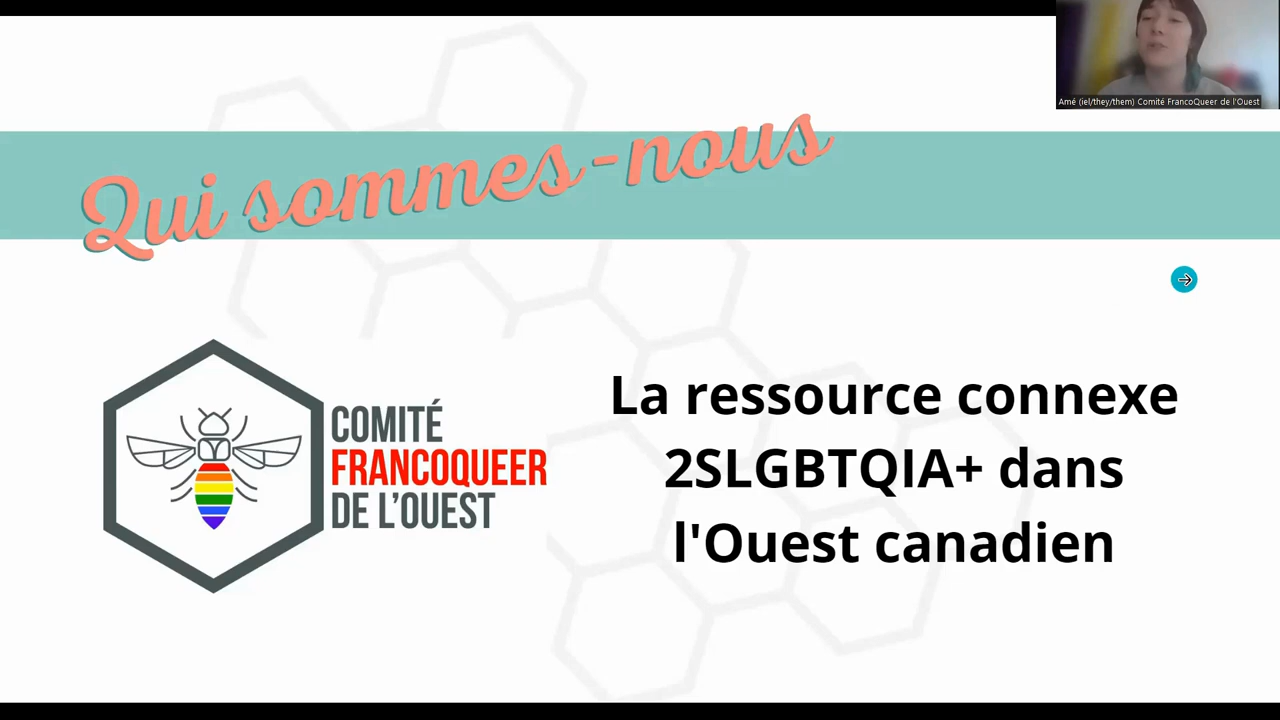 Amé (iel/they/them) Comité FrancoQueer de l'Ouest
Qui sommes-nous
COMITÉ
FRANCOQUEER
DE L'OUEST
La ressource connexe
2SLGBTQIA+ dans
l'Ouest canadien